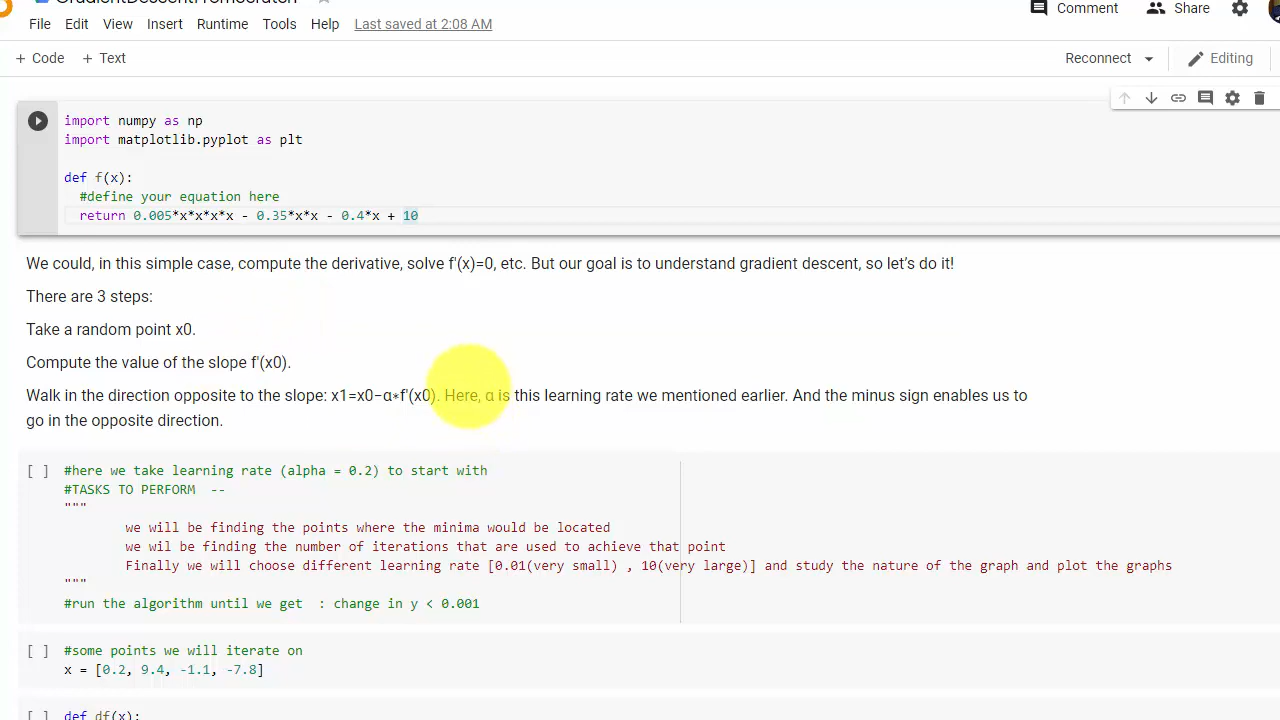 GradientDescentFromScratch
File Edit View Insert Runtime Tools Help Last saved at 2:08 AM
Comment Share
+ Code + Text
Reconnect Editing
import numpy as np
import matplotlib.pyplot as plt
def f(x):
#define your equation here
return 0.005*x*x*x*x - 0.35*x*x - 0.4*x + 10
We could, in this simple case, compute the derivative, solve f'(x)=0, etc. But our goal is to understand gradient descent, so let's do it!
There are 3 steps:
Take a random point x0.
Compute the value of the slope f'(x0).
Walk in the direction opposite to the slope: x1=x0−α∗f'(x0). Here, α is this learning rate we mentioned earlier. And the minus sign enables us to
go in the opposite direction.
[ ] #here we take learning rate (alpha = 0.2) to start with
#TASKS TO PERFORM --
"""
we will be finding the points where the minima would be located
we wil be finding the number of iterations that are used to achieve that point
Finally we will choose different learning rate [0.01(very small) , 10(very large)] and study the nature of the graph and plot the graphs
"""
#run the algorithm until we get : change in y < 0.001
[ ] #some points we will iterate on
x = [0.2, 9.4, -1.1, -7.8]
[ ] def df(x):